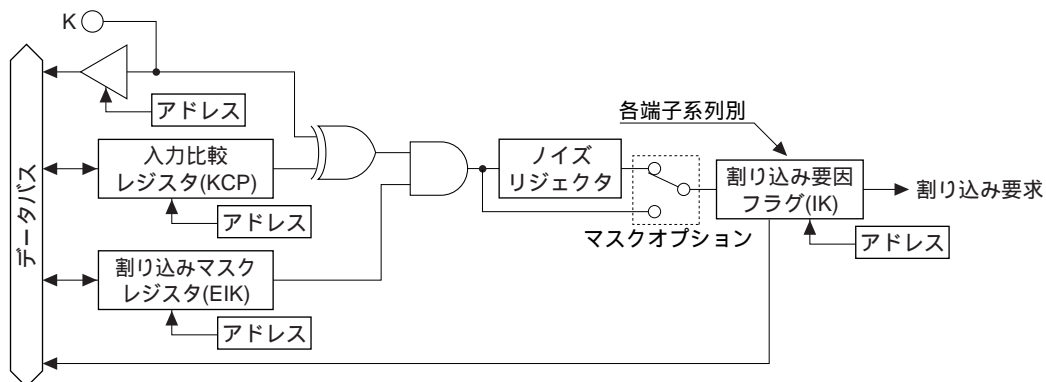 K
アドレス
データバス
入力比較
レジスタ(KCP)
アドレス
割り込みマスク
レジスタ(EIK)
アドレス
ノイズ
リジェクタ
マスクオプション
各端子系列別
割り込み要因
フラグ(IK)
アドレス
割り込み要求